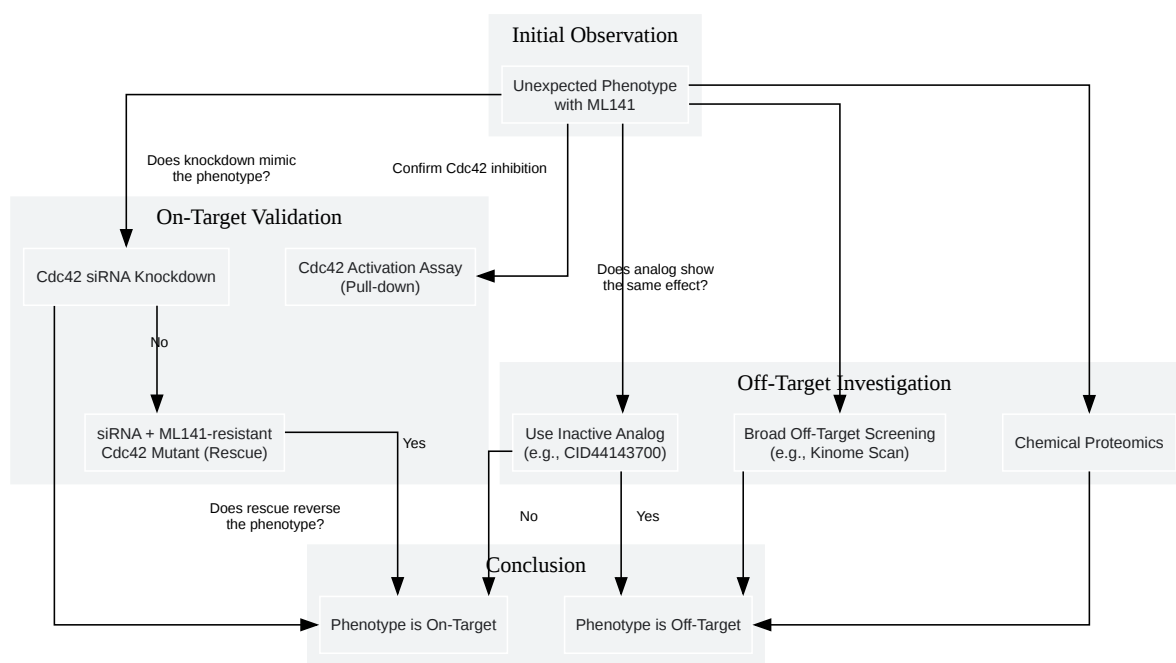 Initial Observation
Unexpected Phenotype
with ML141
Does knockdown mimic
the phenotype?
Confirm Cdc42 inhibition
On-Target Validation
Cdc42 siRNA Knockdown
Cdc42 Activation Assay
(Pull-down)
Does analog show
the same effect?
No
Off-Target Investigation
siRNA + ML141-resistant
Cdc42 Mutant (Rescue)
Yes
Use Inactive Analog
(e.g., CID44143700)
Broad Off-Target Screening
(e.g., Kinome Scan)
Chemical Proteomics
Does rescue reverse
the phenotype?
No
Yes
Conclusion
Phenotype is On-Target
Phenotype is Off-Target